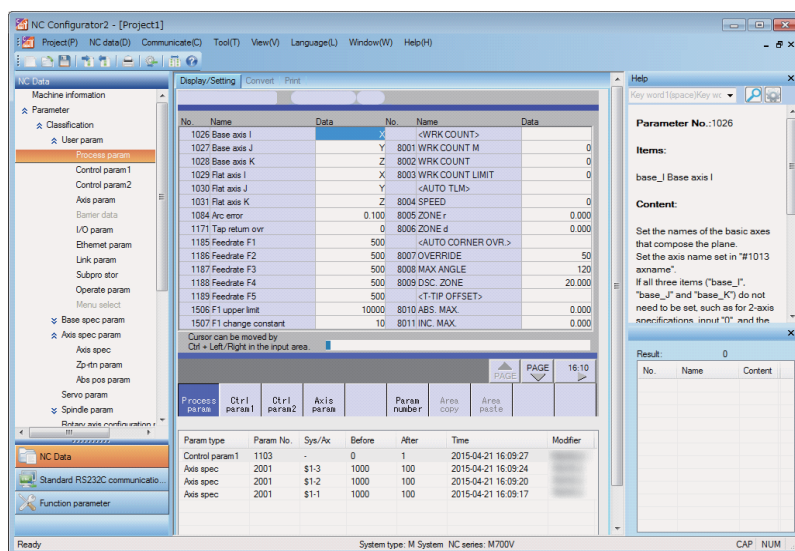 NC Configurator2 - [Project1]
Project(P) NC data(D) Communicate(C) Tool(T) View(V) Language(L) Window(W) Help(H)
NC Data
Machine information
Parameter
Classification
User param
Process param
Control param1
Control param2
Axis param
Barrier data
I/O param
Ethernet param
Link param
Subpro stor
Operate param
Menu select
Base spec param
Axis spec param
Axis spec
Zp-rtn param
Abs pos param
Servo param
Spindle param
Rotary axis configuration r
NC Data
Standard RS232C communicatio...
Function parameter
Display/Setting Convert Print
No. Name Data No. Name Data
1026 Base axis I X <WRK COUNT>
1027 Base axis J Y 8001 WRK COUNT M 0
1028 Base axis K Z 8002 WRK COUNT 0
1029 Flat axis I X 8003 WRK COUNT LIMIT 0
1030 Flat axis J Y <AUTO TLM>
1031 Flat axis K Z 8004 SPEED 0
1084 Arc error 0.100 8005 ZONE r 0.000
1171 Tap return ovr 0 8006 ZONE d 0.000
1185 Feedrate F1 500 <AUTO CORNER OVR.>
1186 Feedrate F2 500 8007 OVERRIDE 50
1187 Feedrate F3 500 8008 MAX ANGLE 120
1188 Feedrate F4 500 8009 DSC. ZONE 20.000
1189 Feedrate F5 500 <T-TIP OFFSET>
1506 F1 upper limit 10000 8010 ABS. MAX. 0.000
1507 F1 change constant 10 8011 INC. MAX. 0.000
Cursor can be moved by
Ctrl + Left/Right in the input area.
PAGE PAGE 16:10
Process param Ctrl param1 Ctrl param2 Axis param Param number Area copy Area paste
Param type Param No. Sys/Ax Before After Time Modifier
Control param1 1103 - 0 1 2015-04-21 16:09:27
Axis spec 2001 $1-3 1000 100 2015-04-21 16:09:24
Axis spec 2001 $1-2 1000 100 2015-04-21 16:09:20
Axis spec 2001 $1-1 1000 100 2015-04-21 16:09:17
Help
Key word1(space)Key wc
Parameter No.:1026
Items:
base_I Base axis I
Content:
Set the names of the basic axes
that compose the plane.
Set the axis name set in "#1013
axname".
If all three items ("base_I",
"base_J" and "base_K") do not
need to be set, such as for 2-axis
specifications, input "0", and the
Result: 0
No. Name Content
Ready System type: M System NC series: M700V CAP NUM